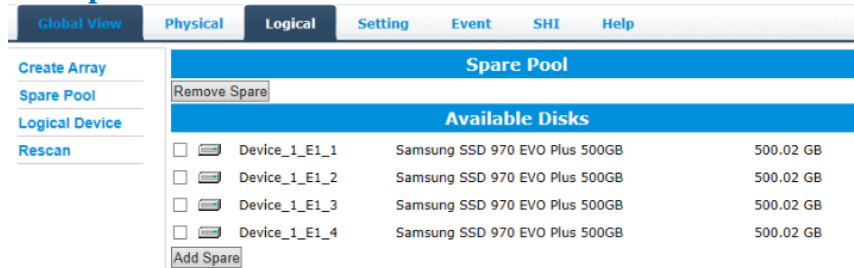 Global View Physical Logical Setting Event SHI Help
Create Array
Spare Pool
Logical Device
Rescan
Spare Pool
Remove Spare
Available Disks
Device_1_E1_1 Samsung SSD 970 EVO Plus 500GB 500.02 GB
Device_1_E1_2 Samsung SSD 970 EVO Plus 500GB 500.02 GB
Device_1_E1_3 Samsung SSD 970 EVO Plus 500GB 500.02 GB
Device_1_E1_4 Samsung SSD 970 EVO Plus 500GB 500.02 GB
Add Spare